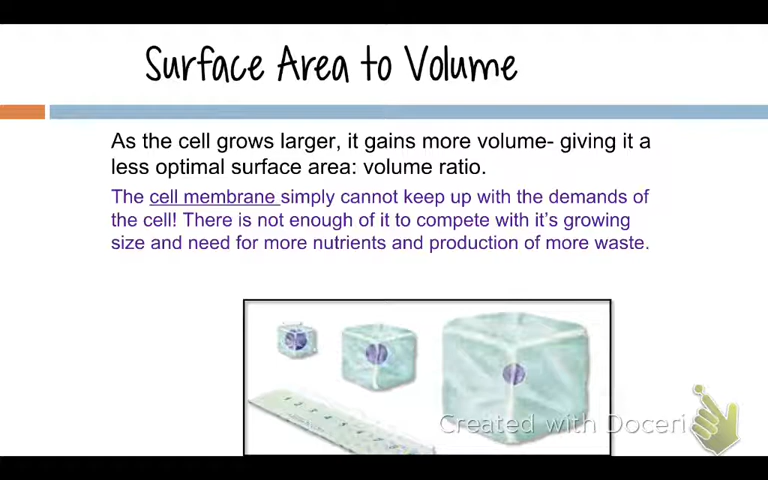 Surface Area to Volume
As the cell grows larger, it gains more volume- giving it a
less optimal surface area: volume ratio.
The cell membrane simply cannot keep up with the demands of
the cell! There is not enough of it to compete with it's growing
size and need for more nutrients and production of more waste.
Created with Doceri